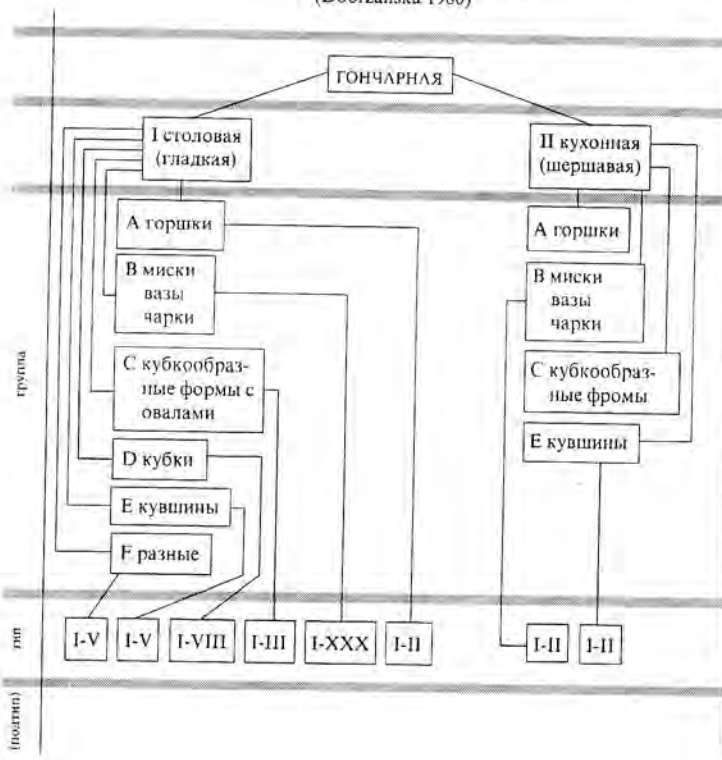 (Dobrzańska 1980)
ГОНЧАРНАЯ
I столовая
(гладкая)
II кухонная
(шершавая)
группа
A горшки
B миски
вазы
чарки
C кубкообраз-
ные формы с
овалами
D кубки
E кувшины
F разные
A горшки
B миски
вазы
чарки
C кубкообраз-
ные фромы
E кувшины
тип
I-V
I-V
I-VIII
I-III
I-XXX
I-II
I-II
I-II
(подтип)